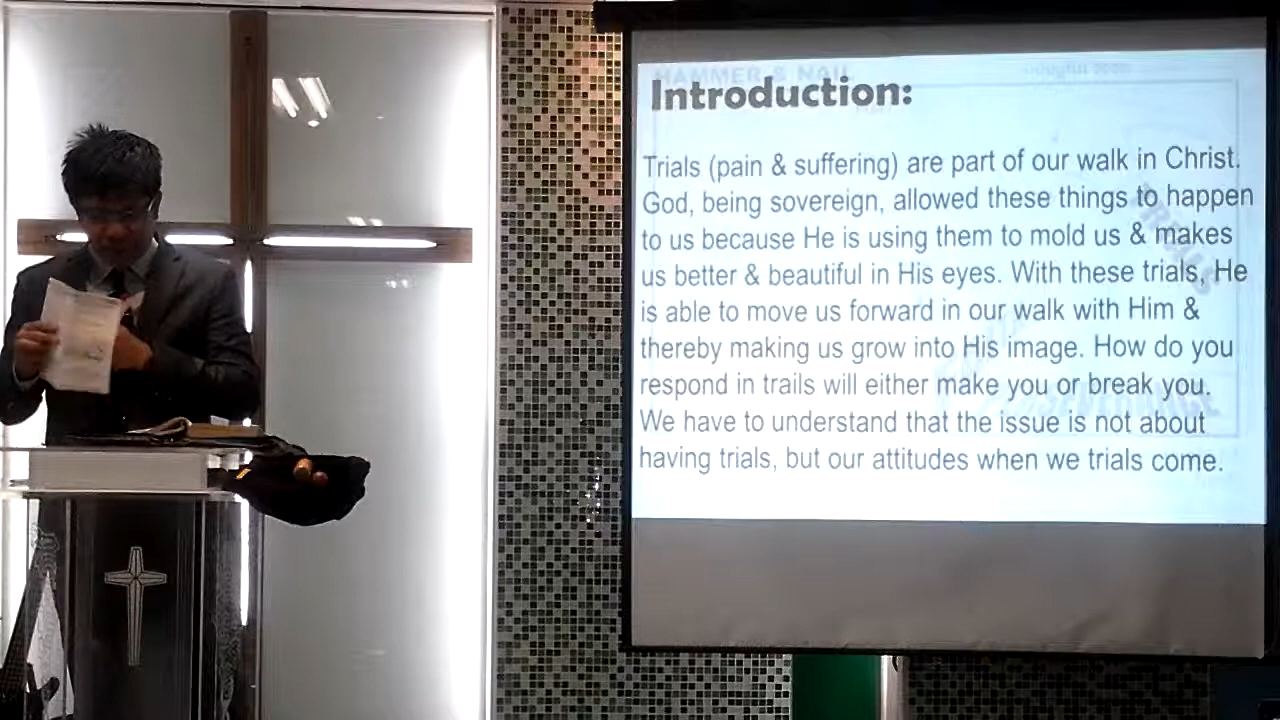 HAMMER & NAIL
Introduction:
Trials (pain & suffering) are part of our walk in Christ.
God, being sovereign, allowed these things to happen
to us because He is using them to mold us & makes
us better & beautiful in His eyes. With these trials, He
is able to move us forward in our walk with Him &
thereby making us grow into His image. How do you
respond in trails will either make you or break you.
We have to understand that the issue is not about
having trials, but our attitudes when we trials come.